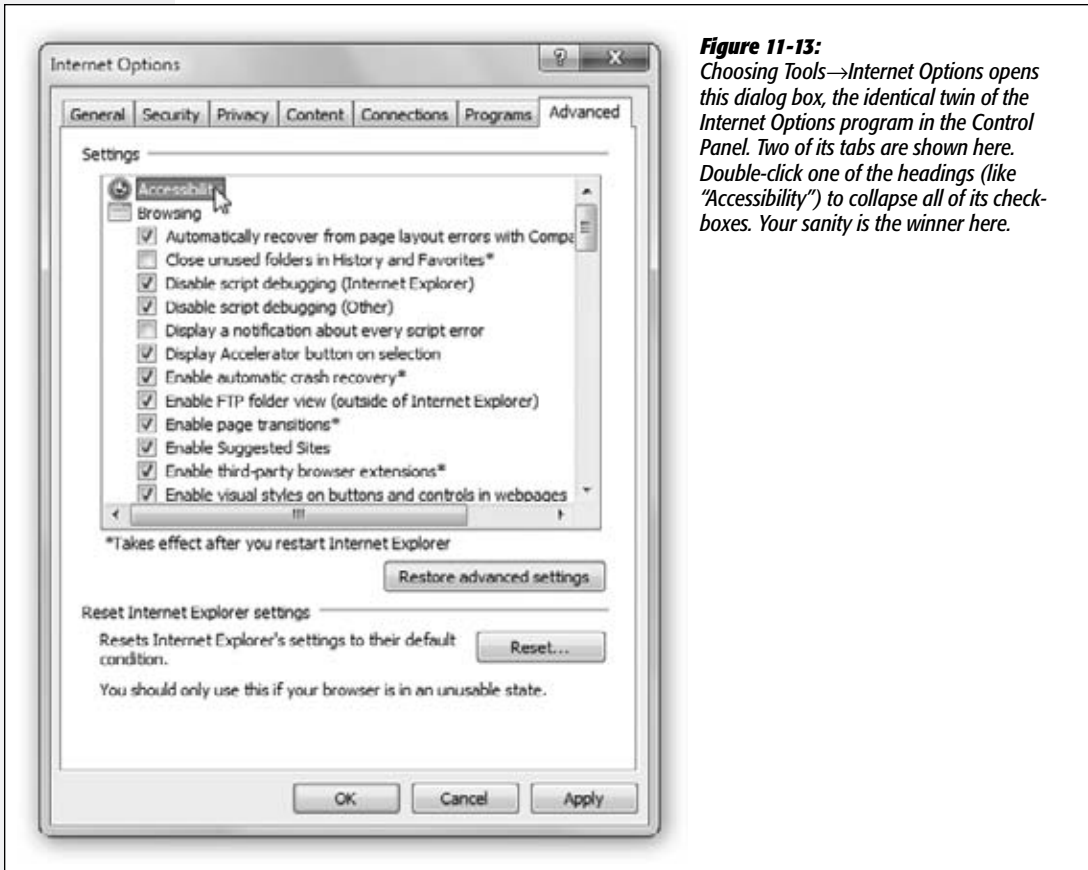 Internet Options
General Security Privacy Content Connections Programs Advanced
Settings
Accessibility
Browsing
Automatically recover from page layout errors with Compa
Close unused folders in History and Favorites*
Disable script debugging (Internet Explorer)
Disable script debugging (Other)
Display a notification about every script error
Display Accelerator button on selection
Enable automatic crash recovery*
Enable FTP folder view (outside of Internet Explorer)
Enable page transitions*
Enable Suggested Sites
Enable third-party browser extensions*
Enable visual styles on buttons and controls in webpages
*Takes effect after you restart Internet Explorer
Restore advanced settings
Reset Internet Explorer settings
Resets Internet Explorer's settings to their default
condition.
Reset...
You should only use this if your browser is in an unusable state.
OK Cancel Apply
Figure 11-13:
Choosing Tools→Internet Options opens
this dialog box, the identical twin of the
Internet Options program in the Control
Panel. Two of its tabs are shown here.
Double-click one of the headings (like
“Accessibility”) to collapse all of its check-
boxes. Your sanity is the winner here.